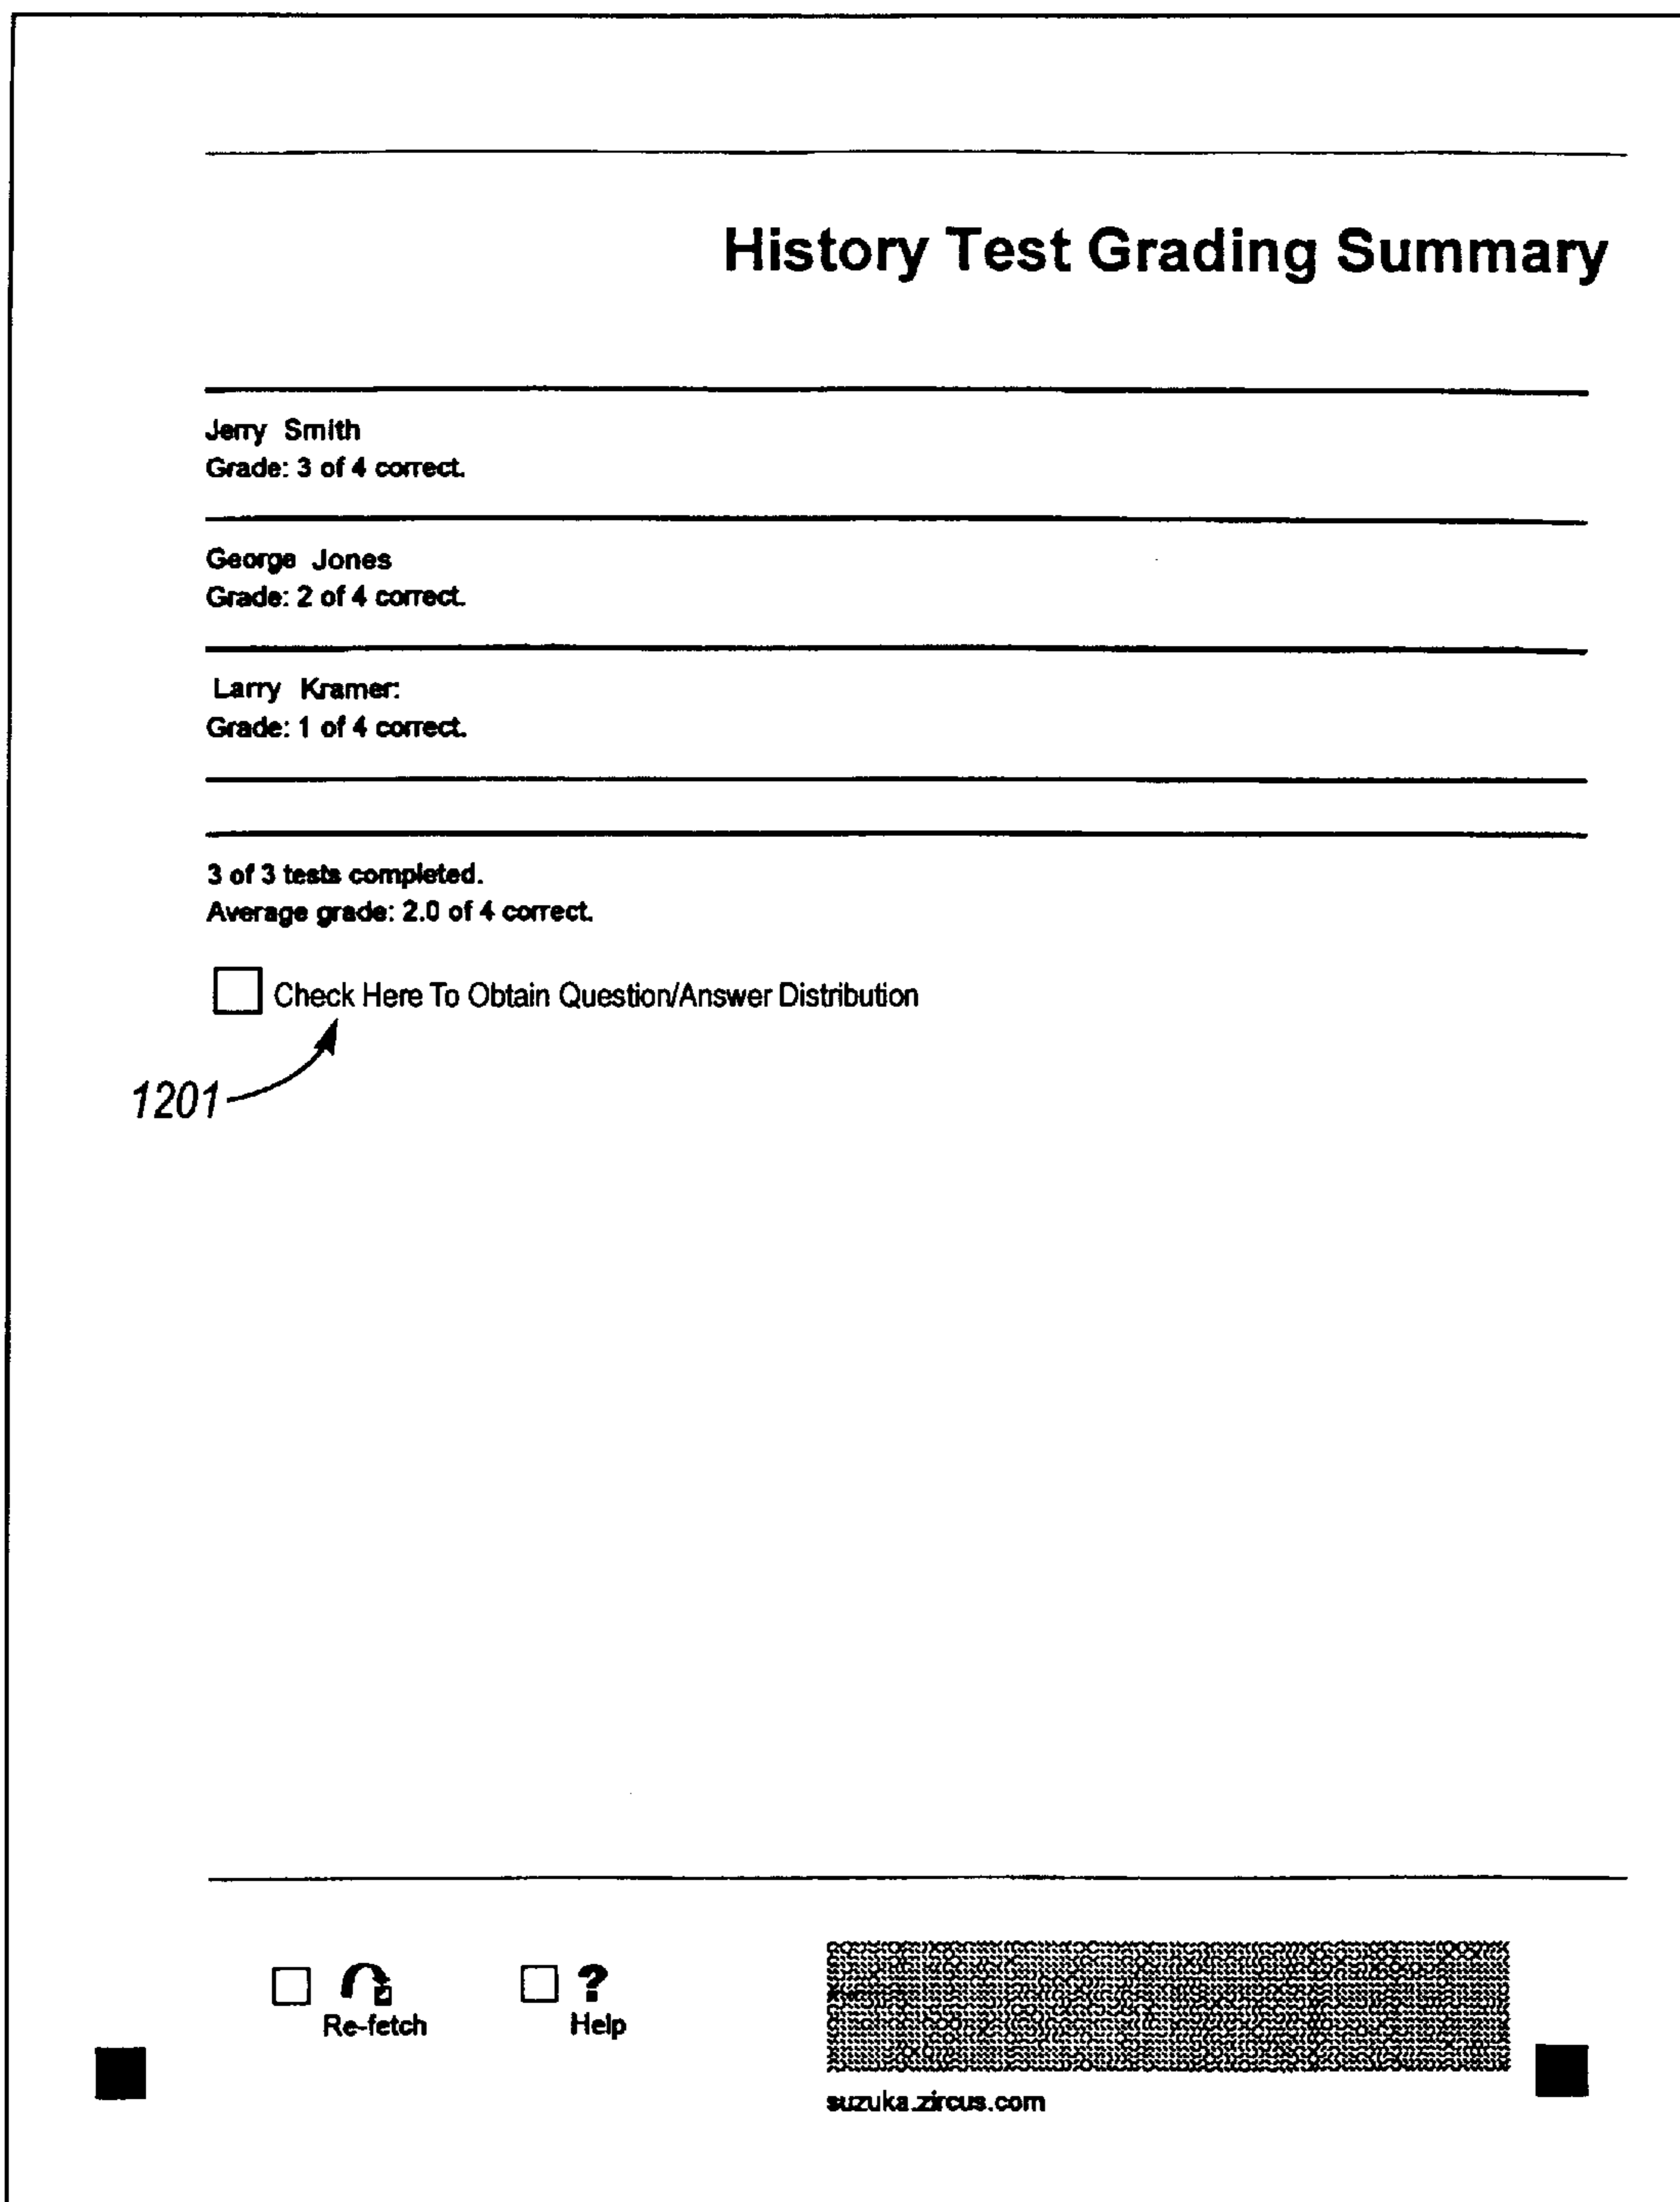 History Test Grading Summary
Jerry Smith
Grade: 3 of 4 correct.
George Jones
Grade: 2 of 4 correct.
Larry Kramer:
Grade: 1 of 4 correct.
3 of 3 tests completed.
Average grade: 2.0 of 4 correct.
Check Here To Obtain Question/Answer Distribution
1201
?
Re-fetch
Help
suzuka.zircus.com